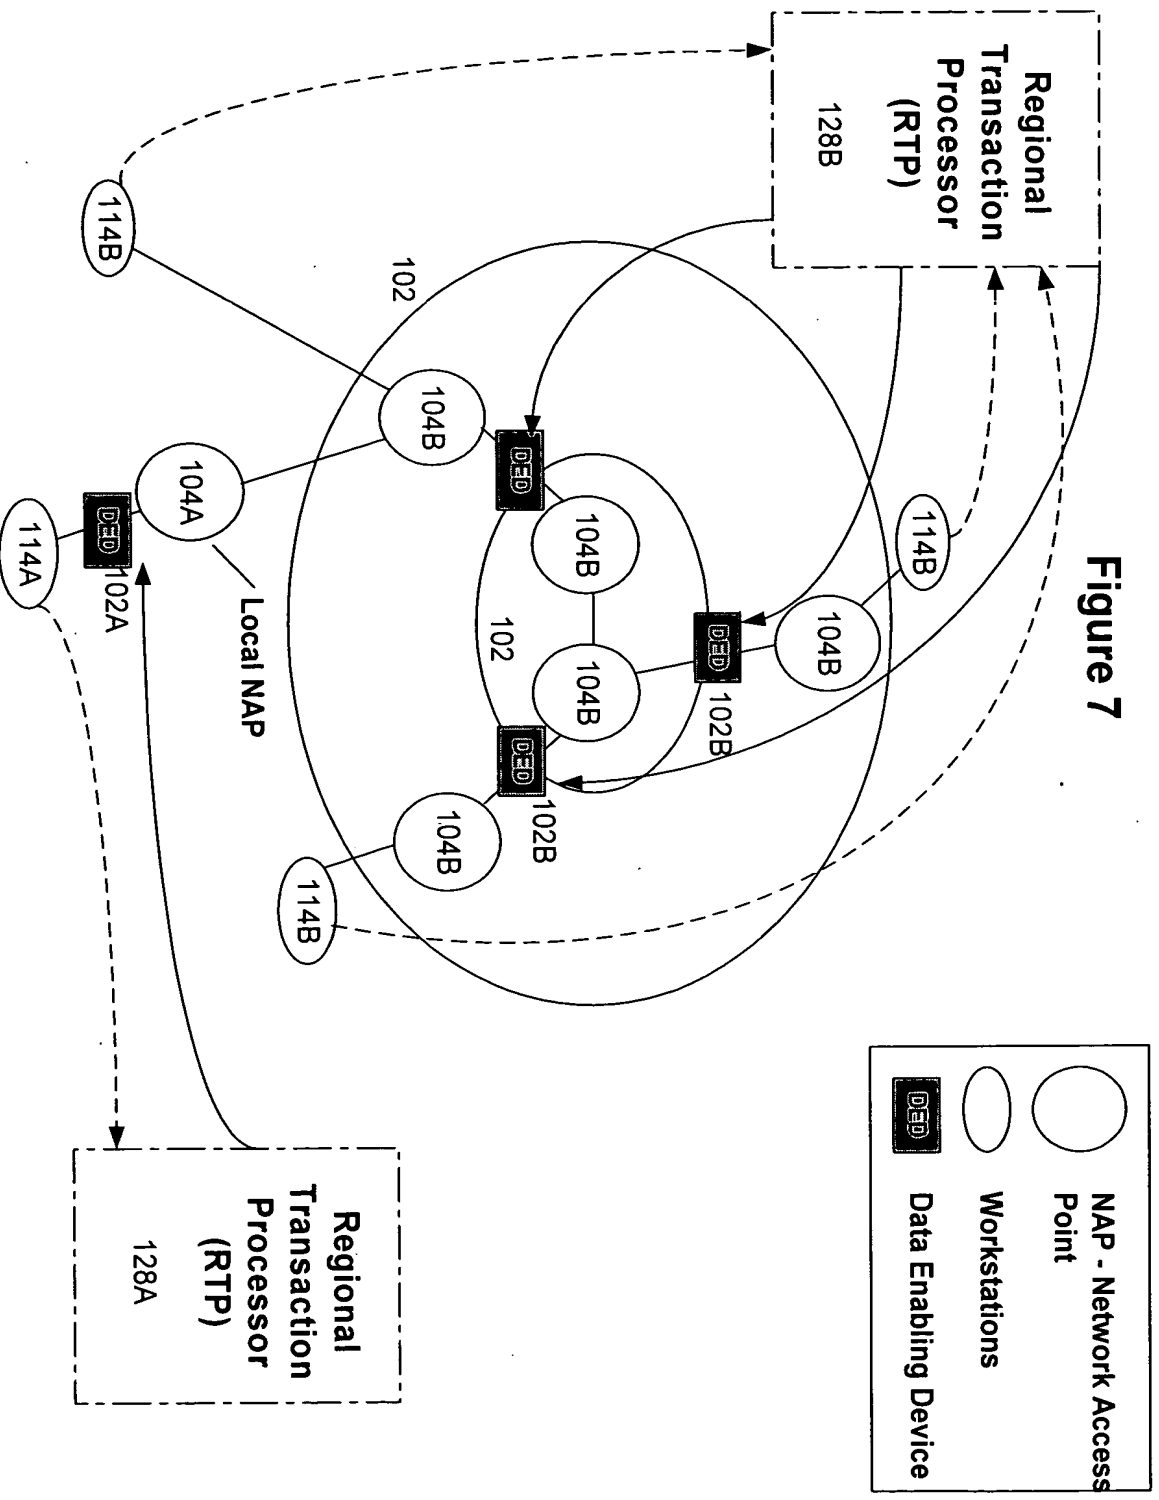 Figure 7
NAP - Network Access
Point
Workstations
DED
Data Enabling Device
Regional
Transaction
Processor
(RTP)
128B
114B
104B
DED
102B
104B
104B
DED
102
DED
102B
104B
104B
102
114B
114B
104A
Local NAP
DED
102A
114A
Regional
Transaction
Processor
(RTP)
128A